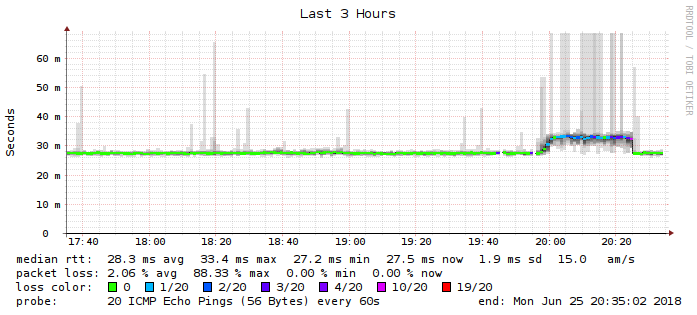 Last 3 Hours
RRDTOOL / TOBI OETIKER
Seconds
60 m
50 m
40 m
30 m
20 m
10 m
0
17:40 18:00 18:20 18:40 19:00 19:20 19:40 20:00 20:20
median rtt: 28.3 ms avg 33.4 ms max 27.2 ms min 27.5 ms now 1.9 ms sd 15.0 am/s
packet loss: 2.06 % avg 88.33 % max 0.00 % min 0.00 % now
loss color: 0 1/20 2/20 3/20 4/20 10/20 19/20
probe: 20 ICMP Echo Pings (56 Bytes) every 60s end: Mon Jun 25 20:35:02 2018